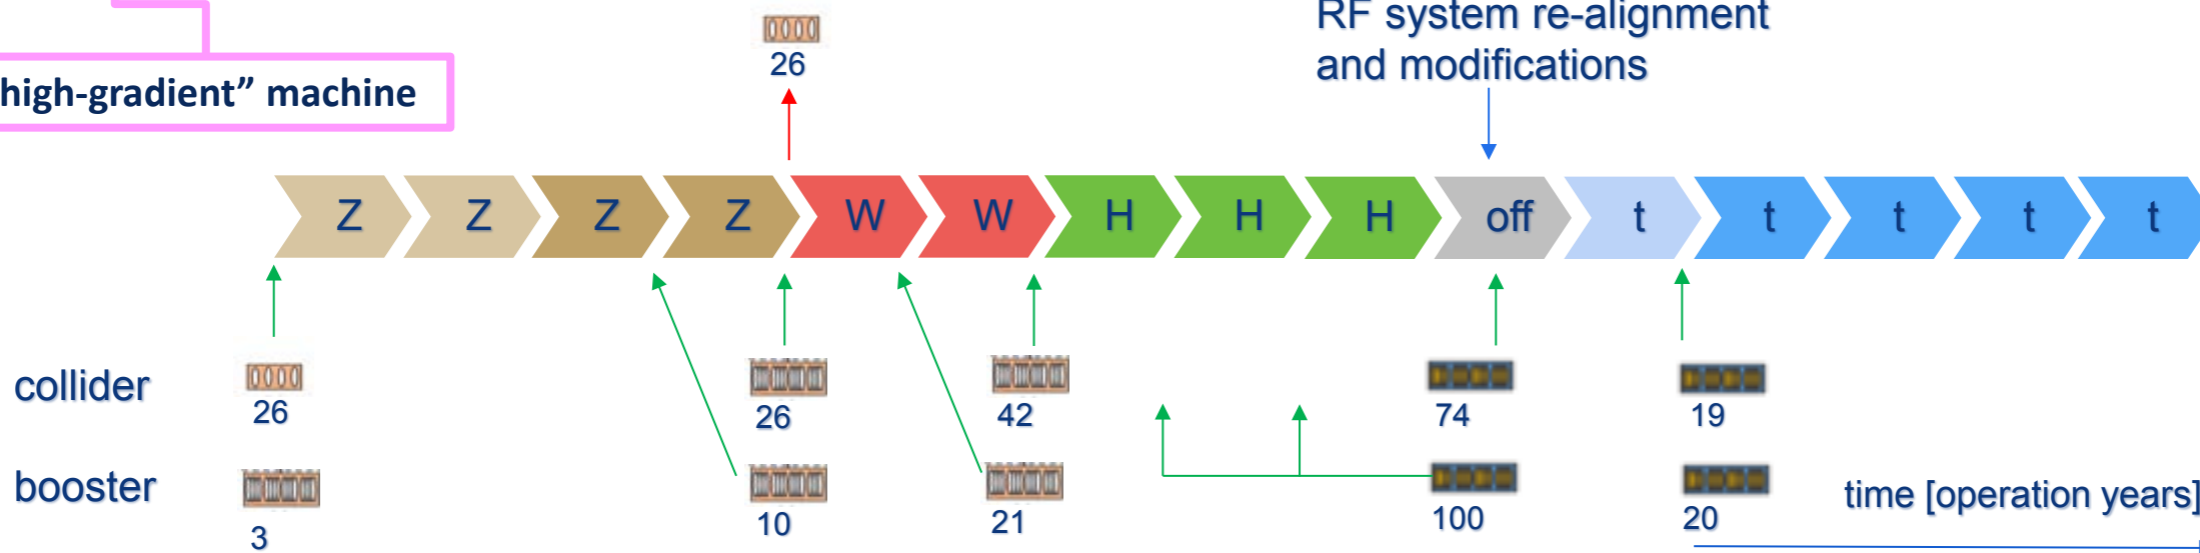 RF system re-alignment
and modifications
26
high-gradient” machine
Z Z Z Z W W H H H off t t t t t
collider
26 26 42 74 19
booster
3 10 21 100 20
time [operation years]